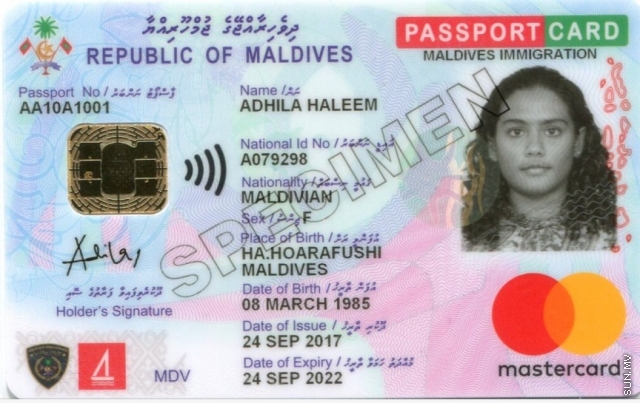 ދިވެހިރާއްޖޭގެ ޖުމްހޫރިއްޔާ
REPUBLIC OF MALDIVES
PASSPORT CARD
MALDIVES IMMIGRATION
Passport No / ޕާސްޕޯޓު ނަންބަރު
AA10A1001
Name / ނަން
ADHILA HALEEM
National Id No / އައިޑީ ނަންބަރު
A079298
Nationality /
MALDIVIAN
Sex / ޖިންސު F
Place of Birth / އުފަންވި ރަށް
HA.HOARAFUSHI
MALDIVES
Date of Birth / އުފަން ތާރީޚު
08 MARCH 1985
Date of Issue / ދޫކުރި ތާރީޚު
24 SEP 2017
Date of Expiry / މުއްދަތު ހަމަވާ ތާރީޚު
24 SEP 2022
Holder's Signature
MDV
SPECIMEN
mastercard
SUN.MV